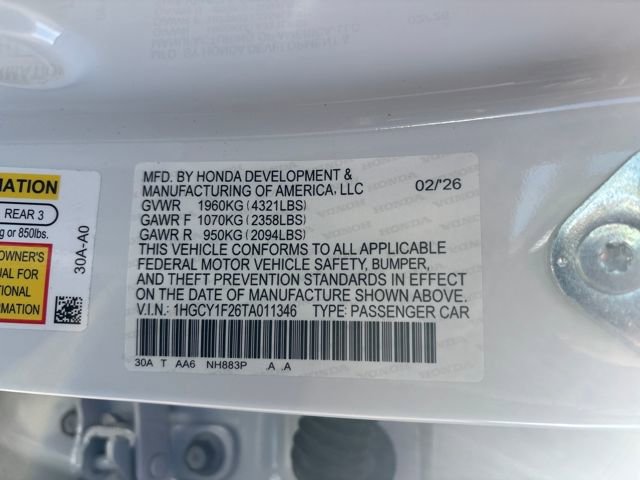 MFD. BY HONDA DEVELOPMENT &
MANUFACTURING OF AMERICA, LLC
02/'26
GVWR 1960KG (4321LBS)
GAWR F 1070KG (2358LBS)
GAWR R 950KG (2094LBS)
THIS VEHICLE CONFORMS TO ALL APPLICABLE
FEDERAL MOTOR VEHICLE SAFETY, BUMPER,
AND THEFT PREVENTION STANDARDS IN EFFECT
ON THE DATE OF MANUFACTURE SHOWN ABOVE.
V.I.N.: 1HGCY1F26TA011346 TYPE: PASSENGER CAR
30A T AA6 NH883P .A .A
REAR 3
or 850lbs.
OWNER'S
FOR
30A-A0